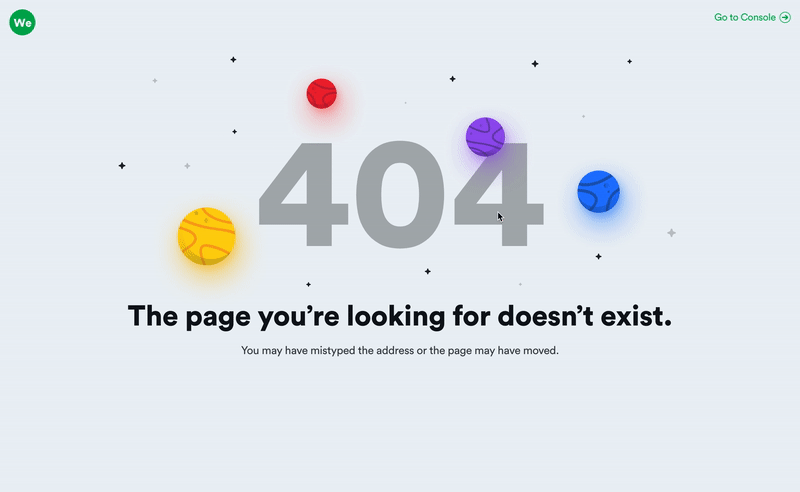 We
Go to Console
404
The page you’re looking for doesn’t exist.
You may have mistyped the address or the page may have moved.